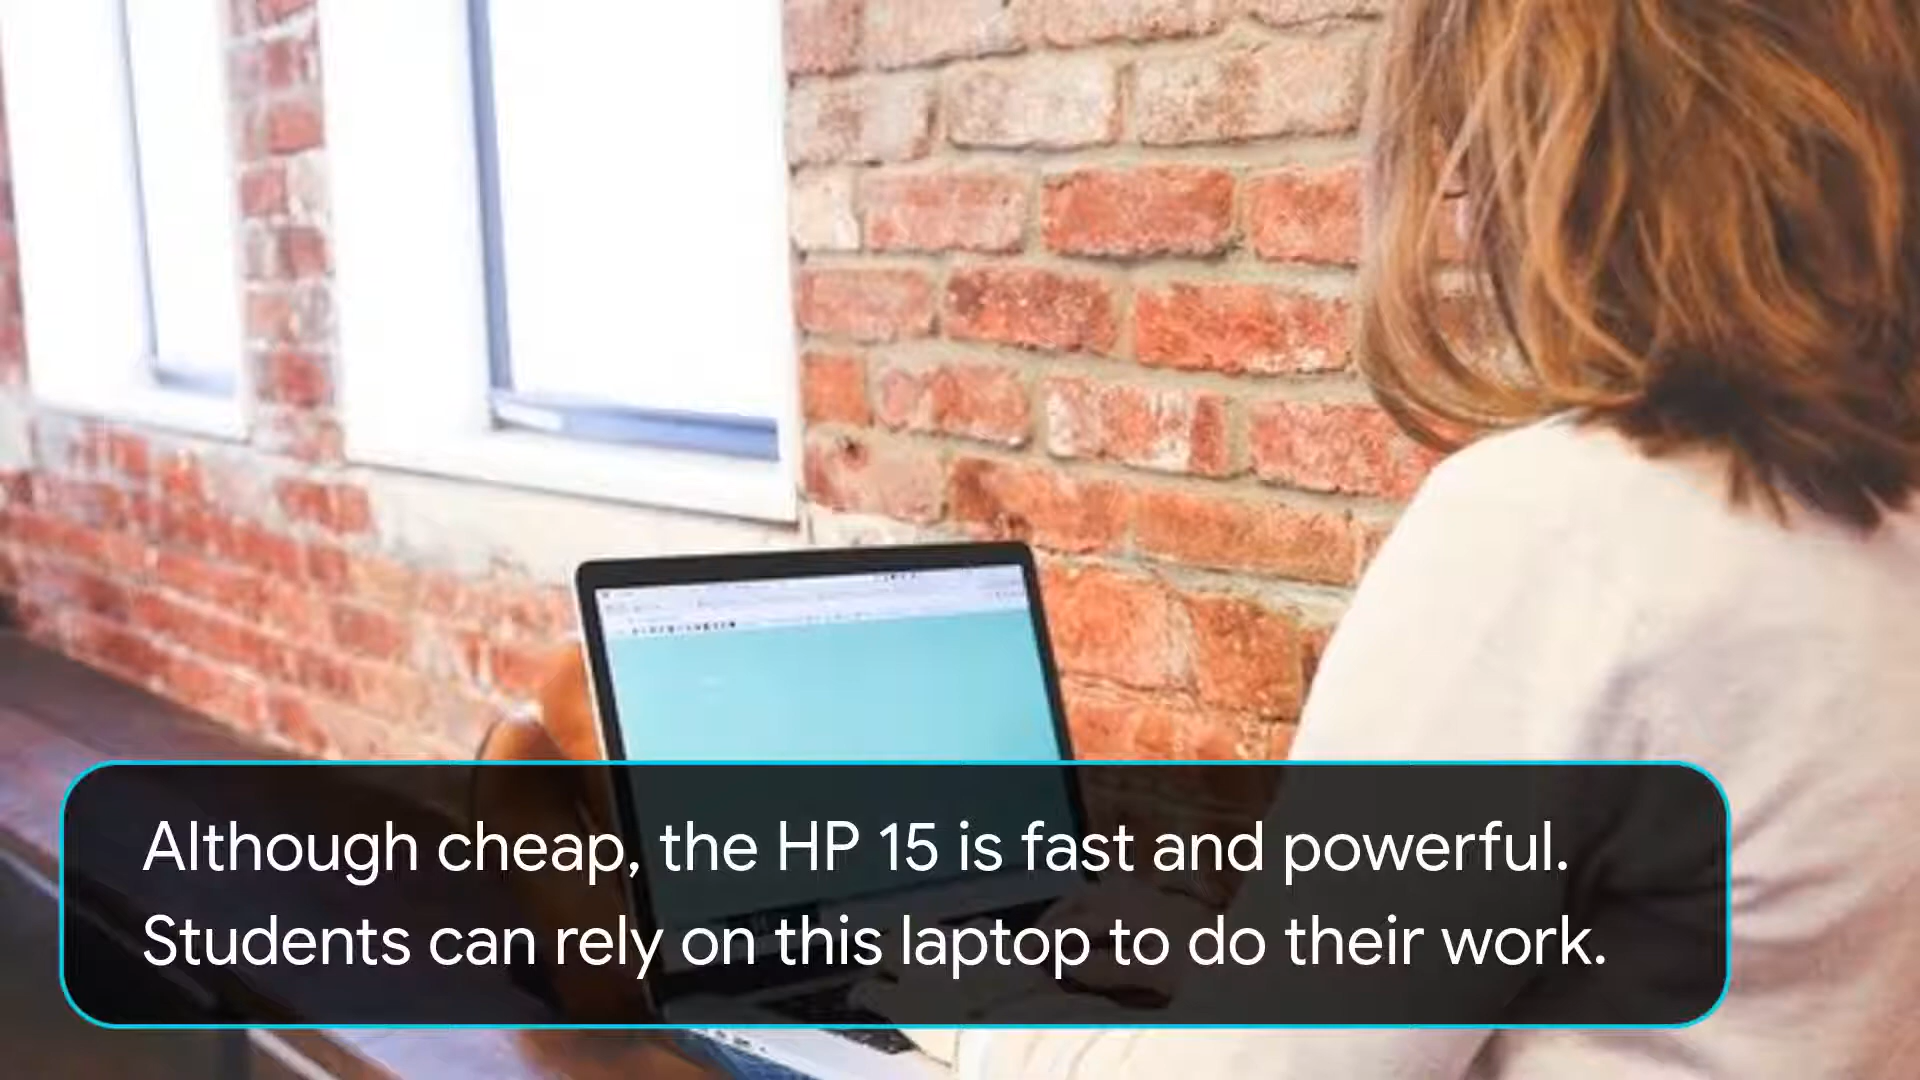 Although cheap, the HP 15 is fast and powerful.
Students can rely on this laptop to do their work.